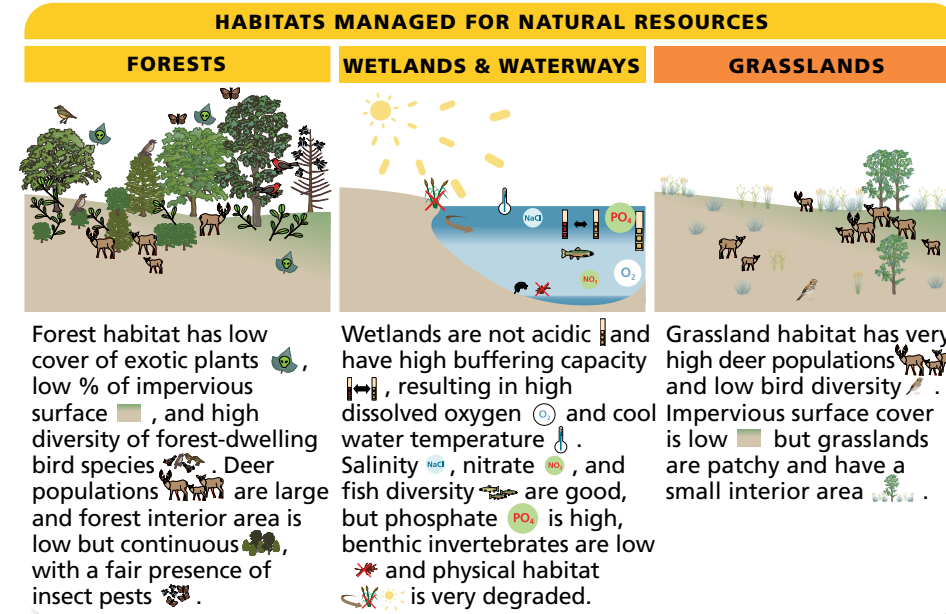 HABITATS MANAGED FOR NATURAL RESOURCES
FORESTS
WETLANDS & WATERWAYS
GRASSLANDS
NaCl
PO₄
NO₃
O₂
Forest habitat has low
cover of exotic plants ,
low % of impervious
surface , and high
diversity of forest-dwelling
bird species . Deer
populations are large
and forest interior area is
low but continuous ,
with a fair presence of
insect pests .
Wetlands are not acidic and
have high buffering capacity
, resulting in high
dissolved oxygen O₂ and cool
water temperature .
Salinity NaCl , nitrate NO₃ , and
fish diversity are good,
but phosphate PO₄ is high,
benthic invertebrates are low
and physical habitat
is very degraded.
Grassland habitat has very
high deer populations
and low bird diversity .
Impervious surface cover
is low but grasslands
are patchy and have a
small interior area .